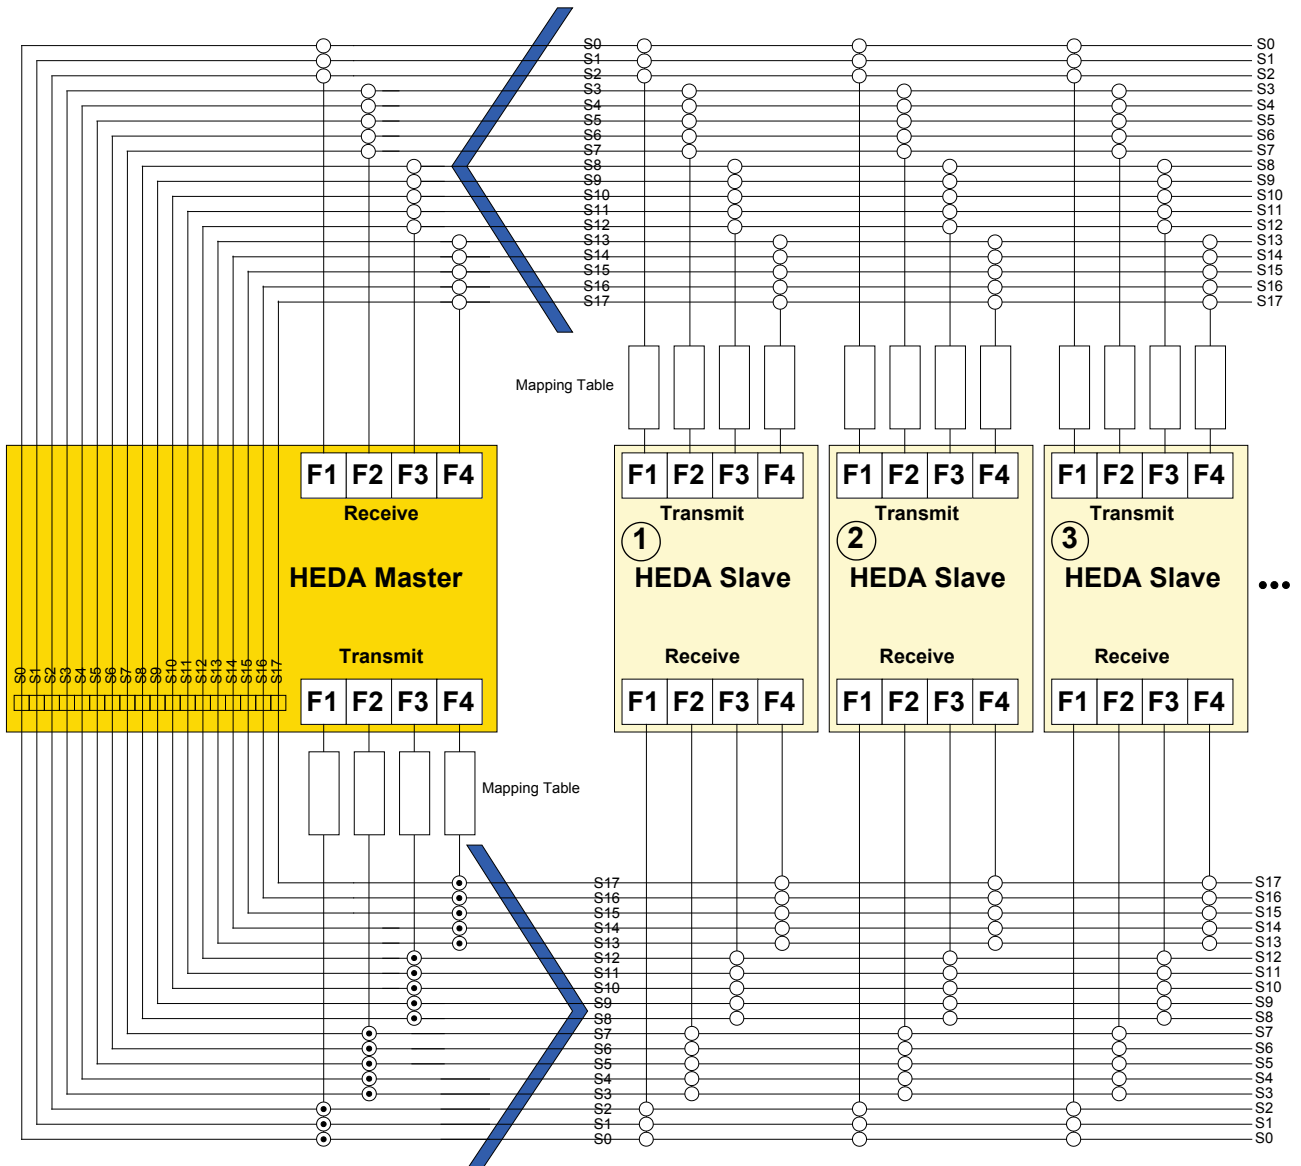 S0 S0
S1 S1
S2 S2
S3 S3
S4 S4
S5 S5
S6 S6
S7 S7
S8 S8
S9 S9
S10 S10
S11 S11
S12 S12
S13 S13
S14 S14
S15 S15
S16 S16
S17 S17
Mapping Table
F1 F2 F3 F4 F1 F2 F3 F4 F1 F2 F3 F4 F1 F2 F3 F4
Receive Transmit Transmit Transmit
1 2 3
HEDA Master HEDA Slave HEDA Slave HEDA Slave ...
Transmit Receive Receive Receive
S0 S1 S2 S3 S4 S5 S6 S7 S8 S9 S10 S11 S12 S13 S14 S15 S16 S17
F1 F2 F3 F4 F1 F2 F3 F4 F1 F2 F3 F4 F1 F2 F3 F4
Mapping Table
S17 S17
S16 S16
S15 S15
S14 S14
S13 S13
S12 S12
S11 S11
S10 S10
S9 S9
S8 S8
S7 S7
S6 S6
S5 S5
S4 S4
S3 S3
S2 S2
S1 S1
S0 S0